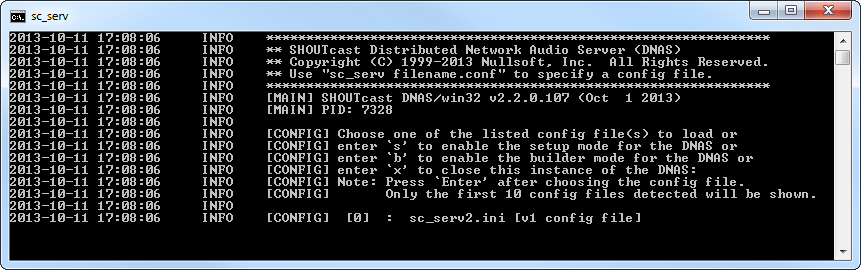 sc_serv
2013-10-11 17:08:06 INFO ***************************************************************
2013-10-11 17:08:06 INFO ** SHOUTcast Distributed Network Audio Server (DNAS)
2013-10-11 17:08:06 INFO ** Copyright (C) 1999-2013 Nullsoft, Inc.  All Rights Reserved.
2013-10-11 17:08:06 INFO ** Use "sc_serv filename.conf" to specify a config file.
2013-10-11 17:08:06 INFO ***************************************************************
2013-10-11 17:08:06 INFO [MAIN] SHOUTcast DNAS/win32 v2.2.0.107 (Oct  1 2013)
2013-10-11 17:08:06 INFO [MAIN] PID: 7328
2013-10-11 17:08:06 INFO
2013-10-11 17:08:06 INFO [CONFIG] Choose one of the listed config file(s) to load or
2013-10-11 17:08:06 INFO [CONFIG] enter `s' to enable the setup mode for the DNAS or
2013-10-11 17:08:06 INFO [CONFIG] enter `b' to enable the builder mode for the DNAS or
2013-10-11 17:08:06 INFO [CONFIG] enter `x' to close this instance of the DNAS:
2013-10-11 17:08:06 INFO [CONFIG] Note: Press `Enter' after choosing the config file.
2013-10-11 17:08:06 INFO [CONFIG]       Only the first 10 config files detected will be shown.
2013-10-11 17:08:06 INFO
2013-10-11 17:08:06 INFO [CONFIG]  [0]  :  sc_serv2.ini [v1 config file]